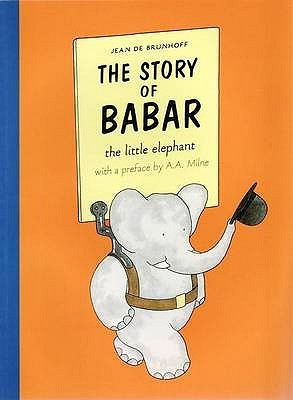 JEAN DE BRUNHOFF
THE STORY
OF
BABAR
the little elephant
with a preface by A.A. Milne